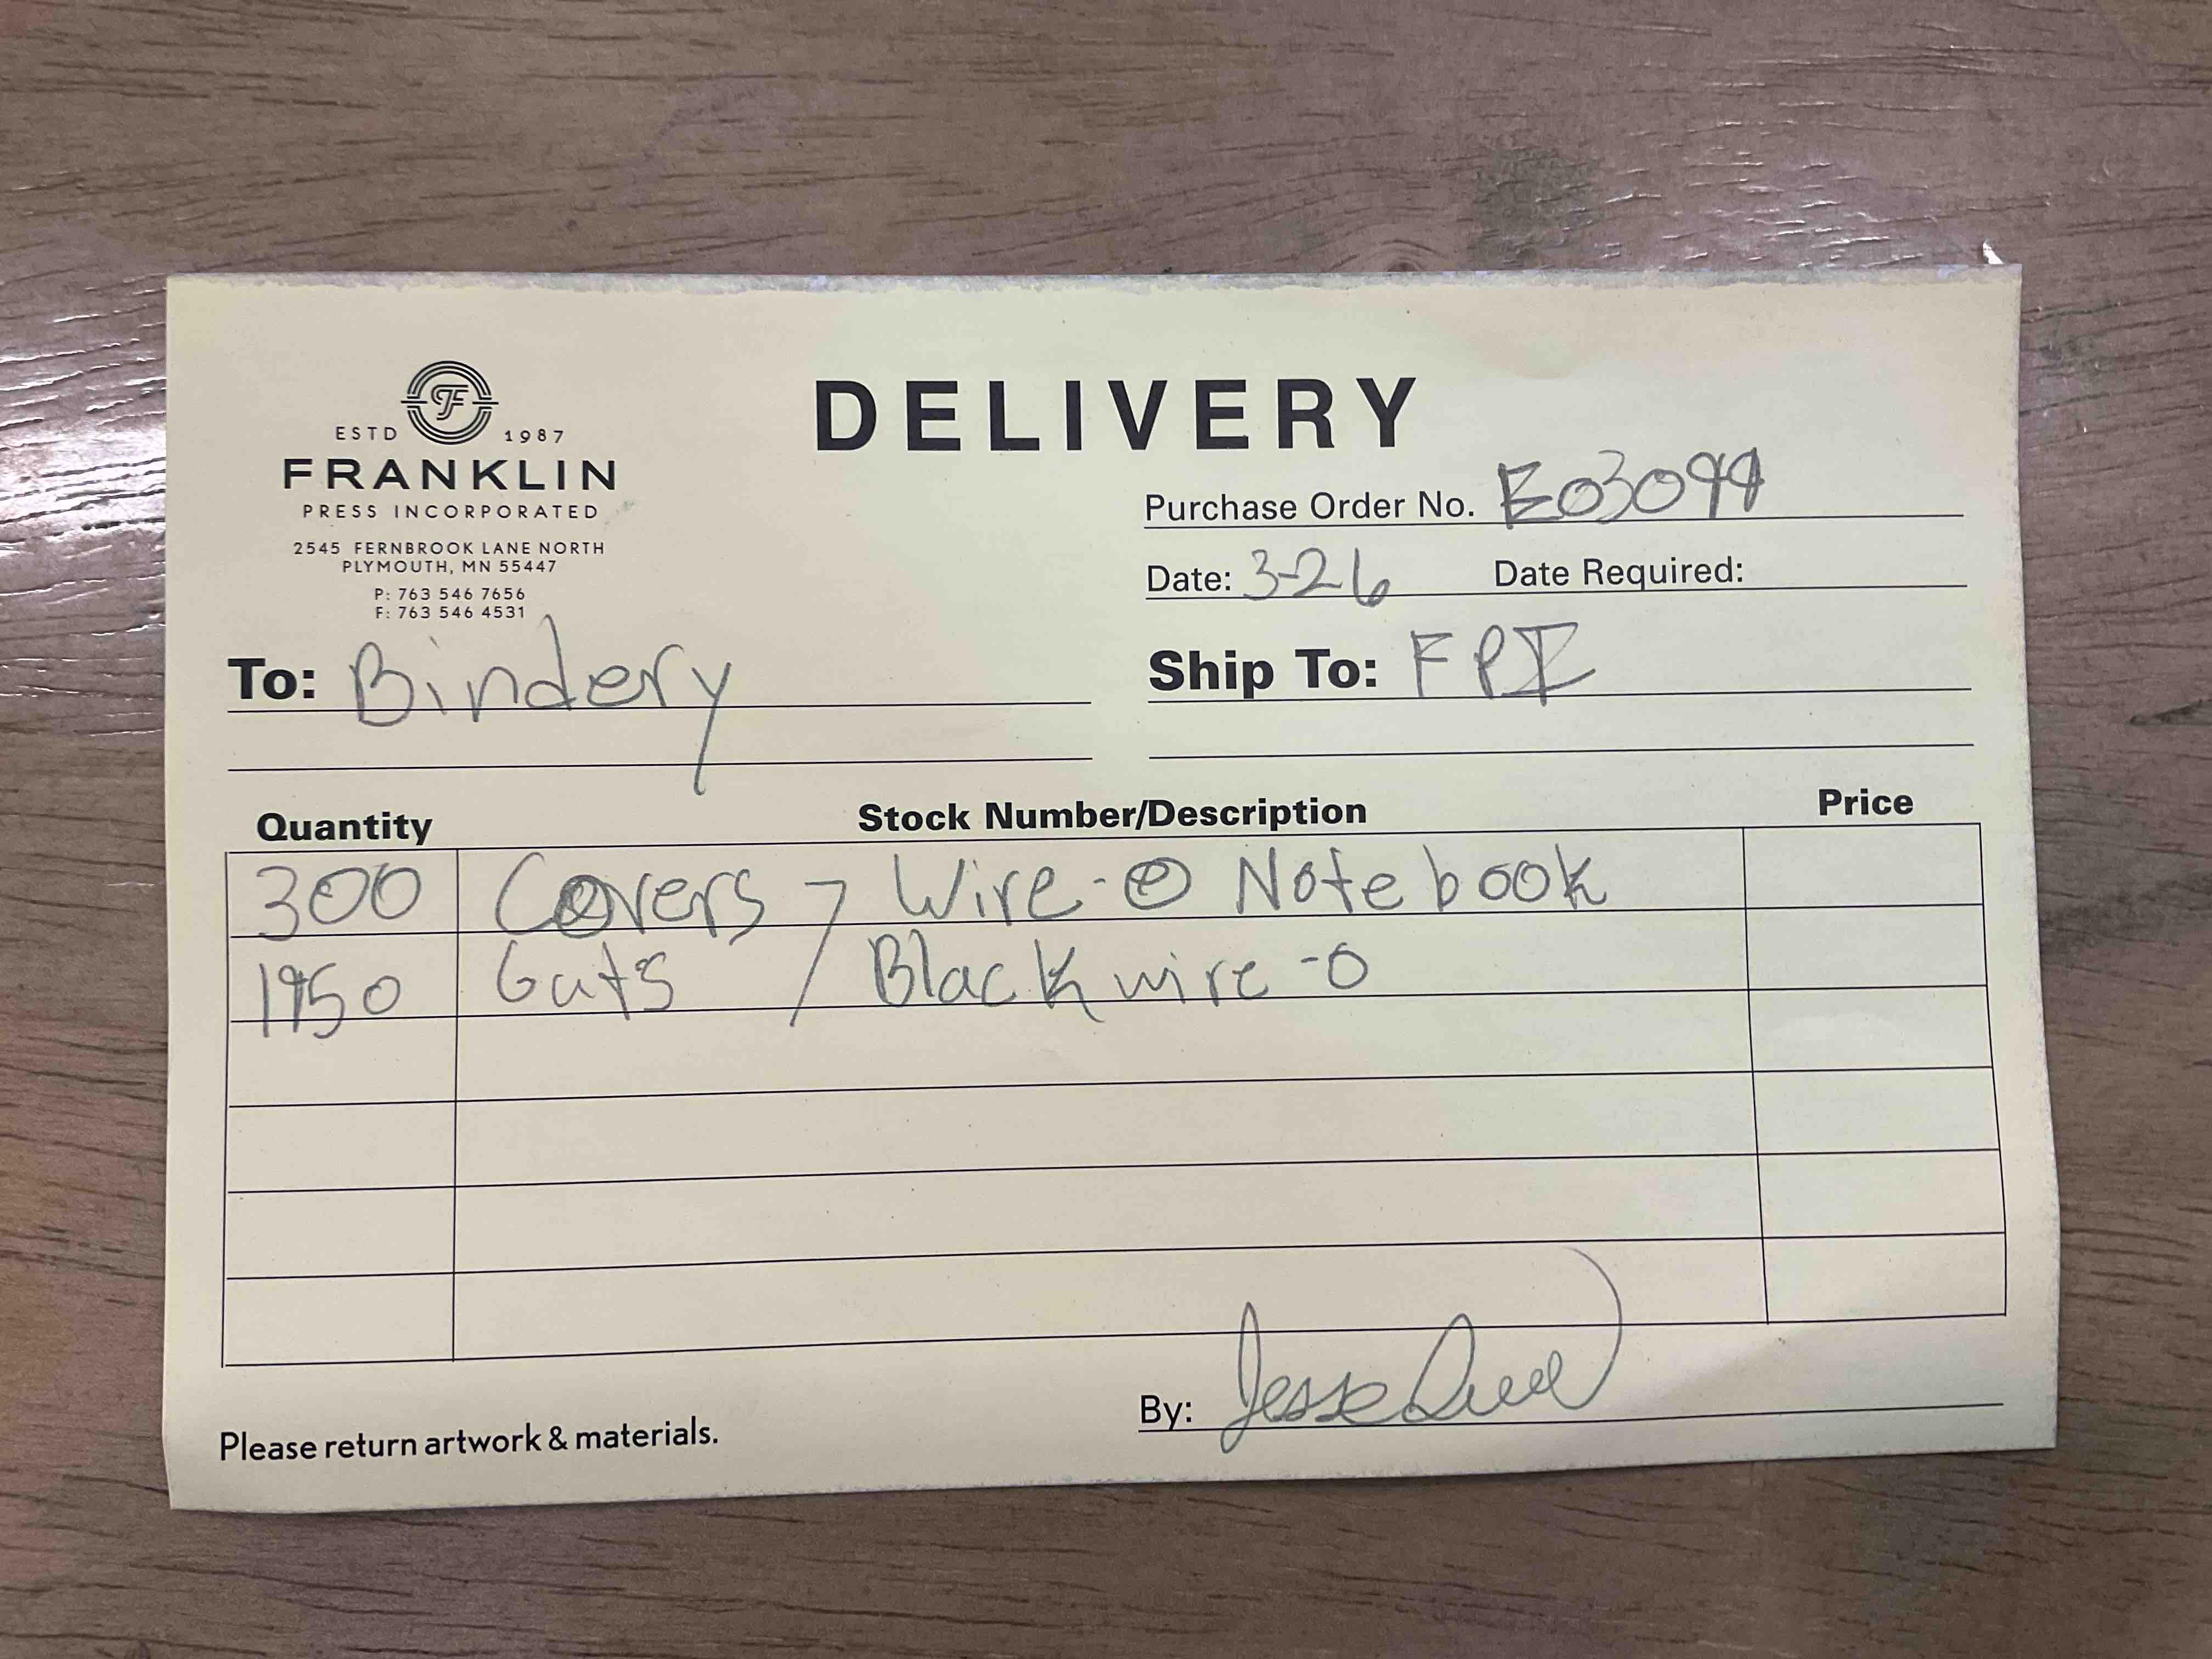 ESTD 1987
FRANKLIN
PRESS INCORPORATED
2545 FERNBROOK LANE NORTH
PLYMOUTH, MN 55447
P: 763 546 7656
F: 763 546 4531
DELIVERY
Purchase Order No.
Date: 3-26 Date Required:
To: Bindery
Ship To: FPI
Quantity Stock Number/Description Price
300 Covers Wire-O Notebook
1950 Guts Black wire-O
Please return artwork & materials.
By: Jesse